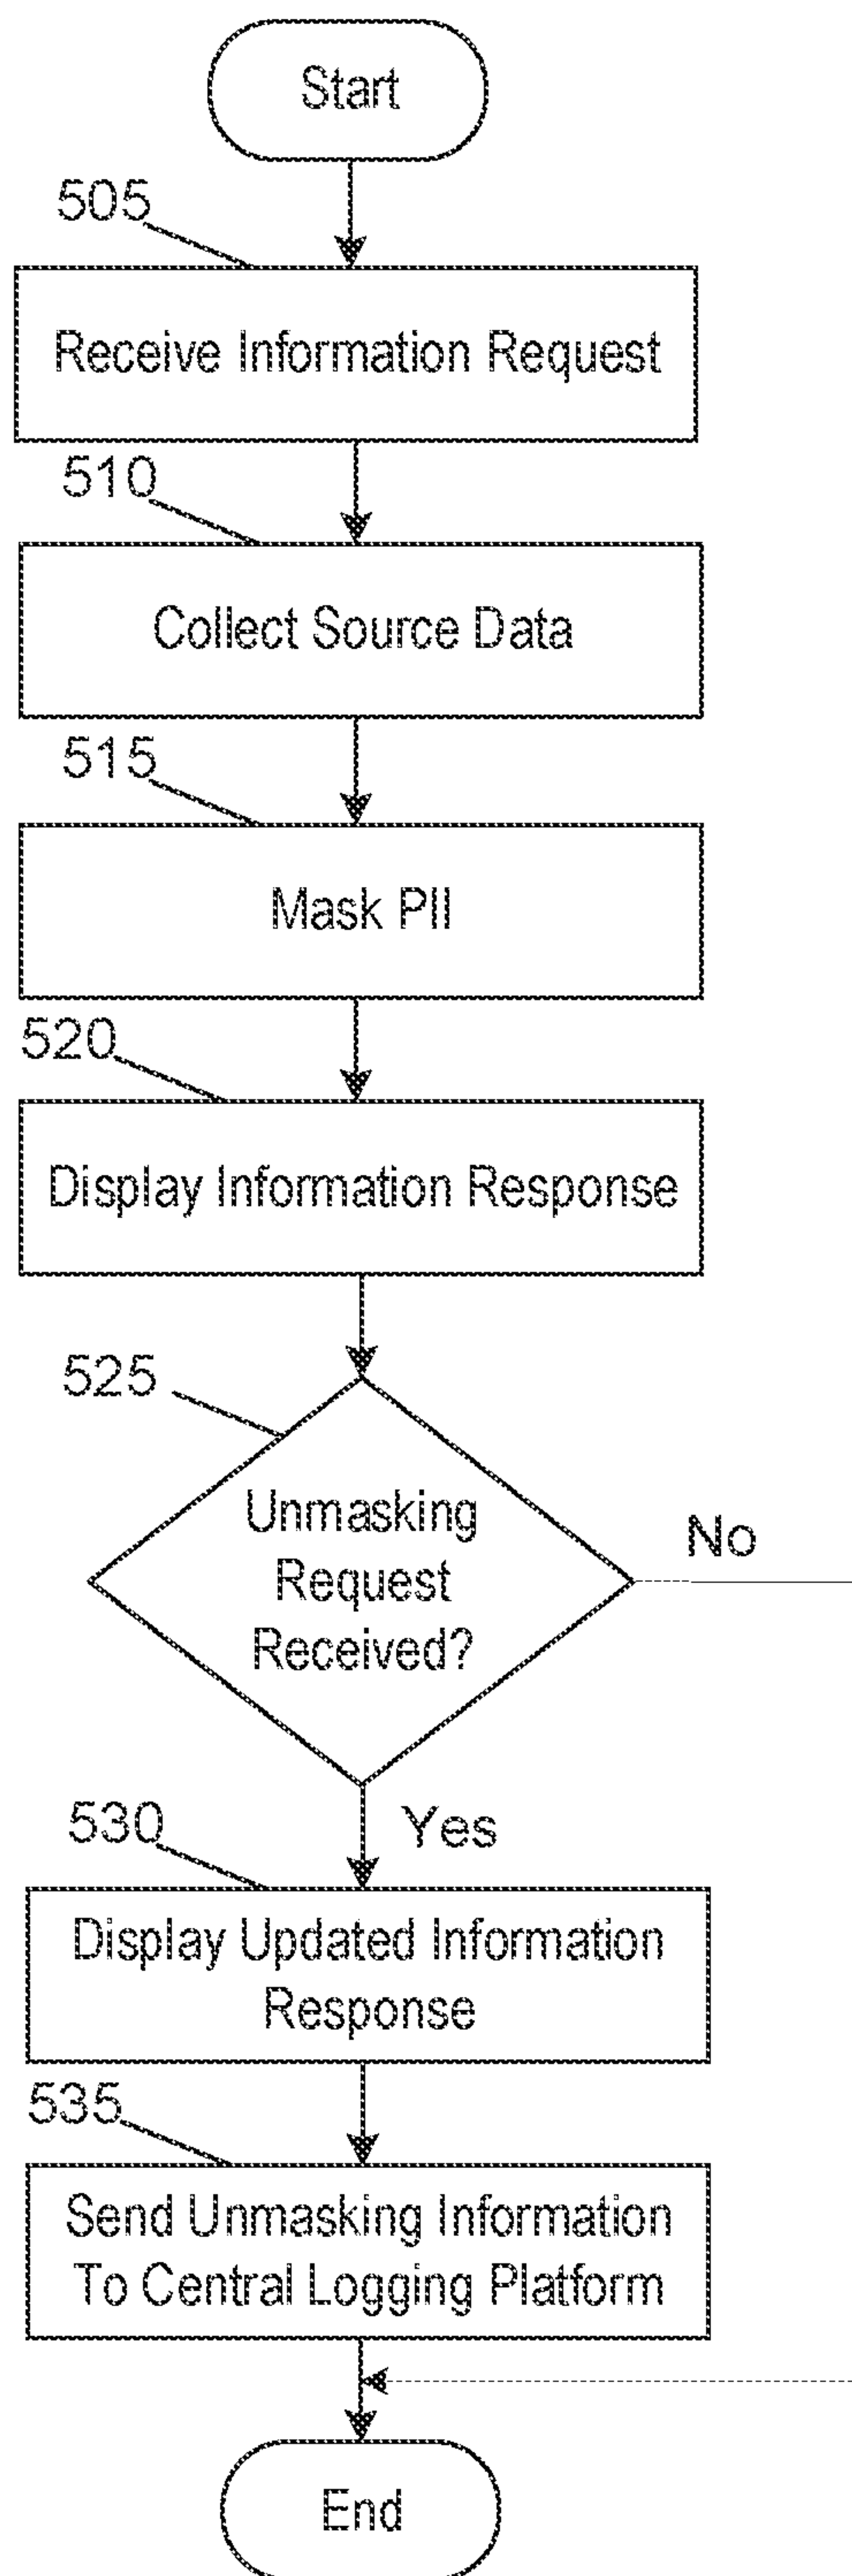 Start
505
Receive Information Request
510
Collect Source Data
515
Mask PII
520
Display Information Response
525
Unmasking
Request
Received?
No
530
Yes
Display Updated Information
Response
535
Send Unmasking Information
To Central Logging Platform
End